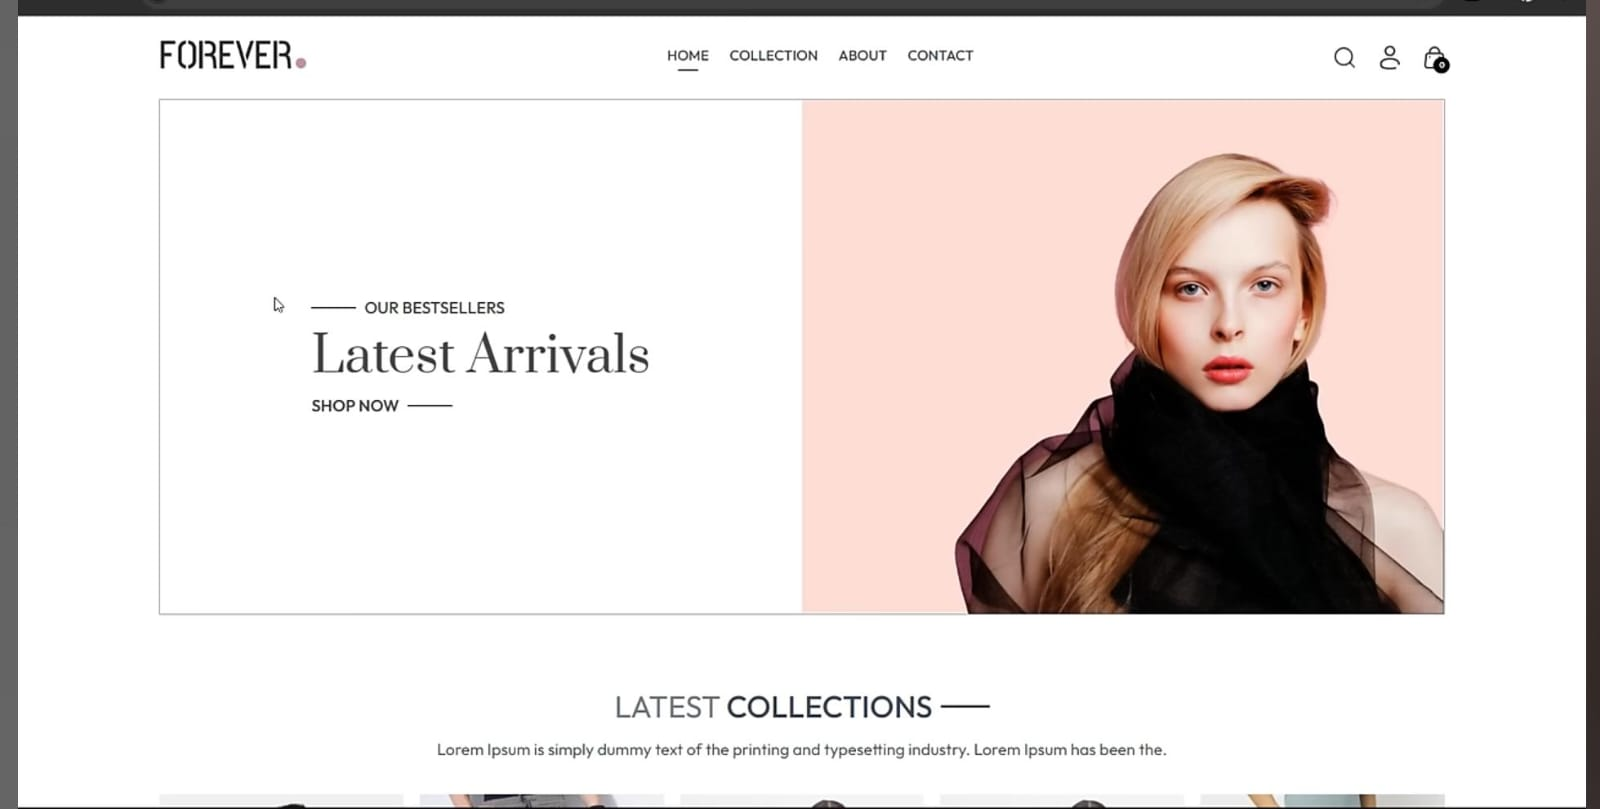 FOREVER.
HOME COLLECTION ABOUT CONTACT
0
OUR BESTSELLERS
Latest Arrivals
SHOP NOW
LATEST COLLECTIONS
Lorem Ipsum is simply dummy text of the printing and typesetting industry. Lorem Ipsum has been the.